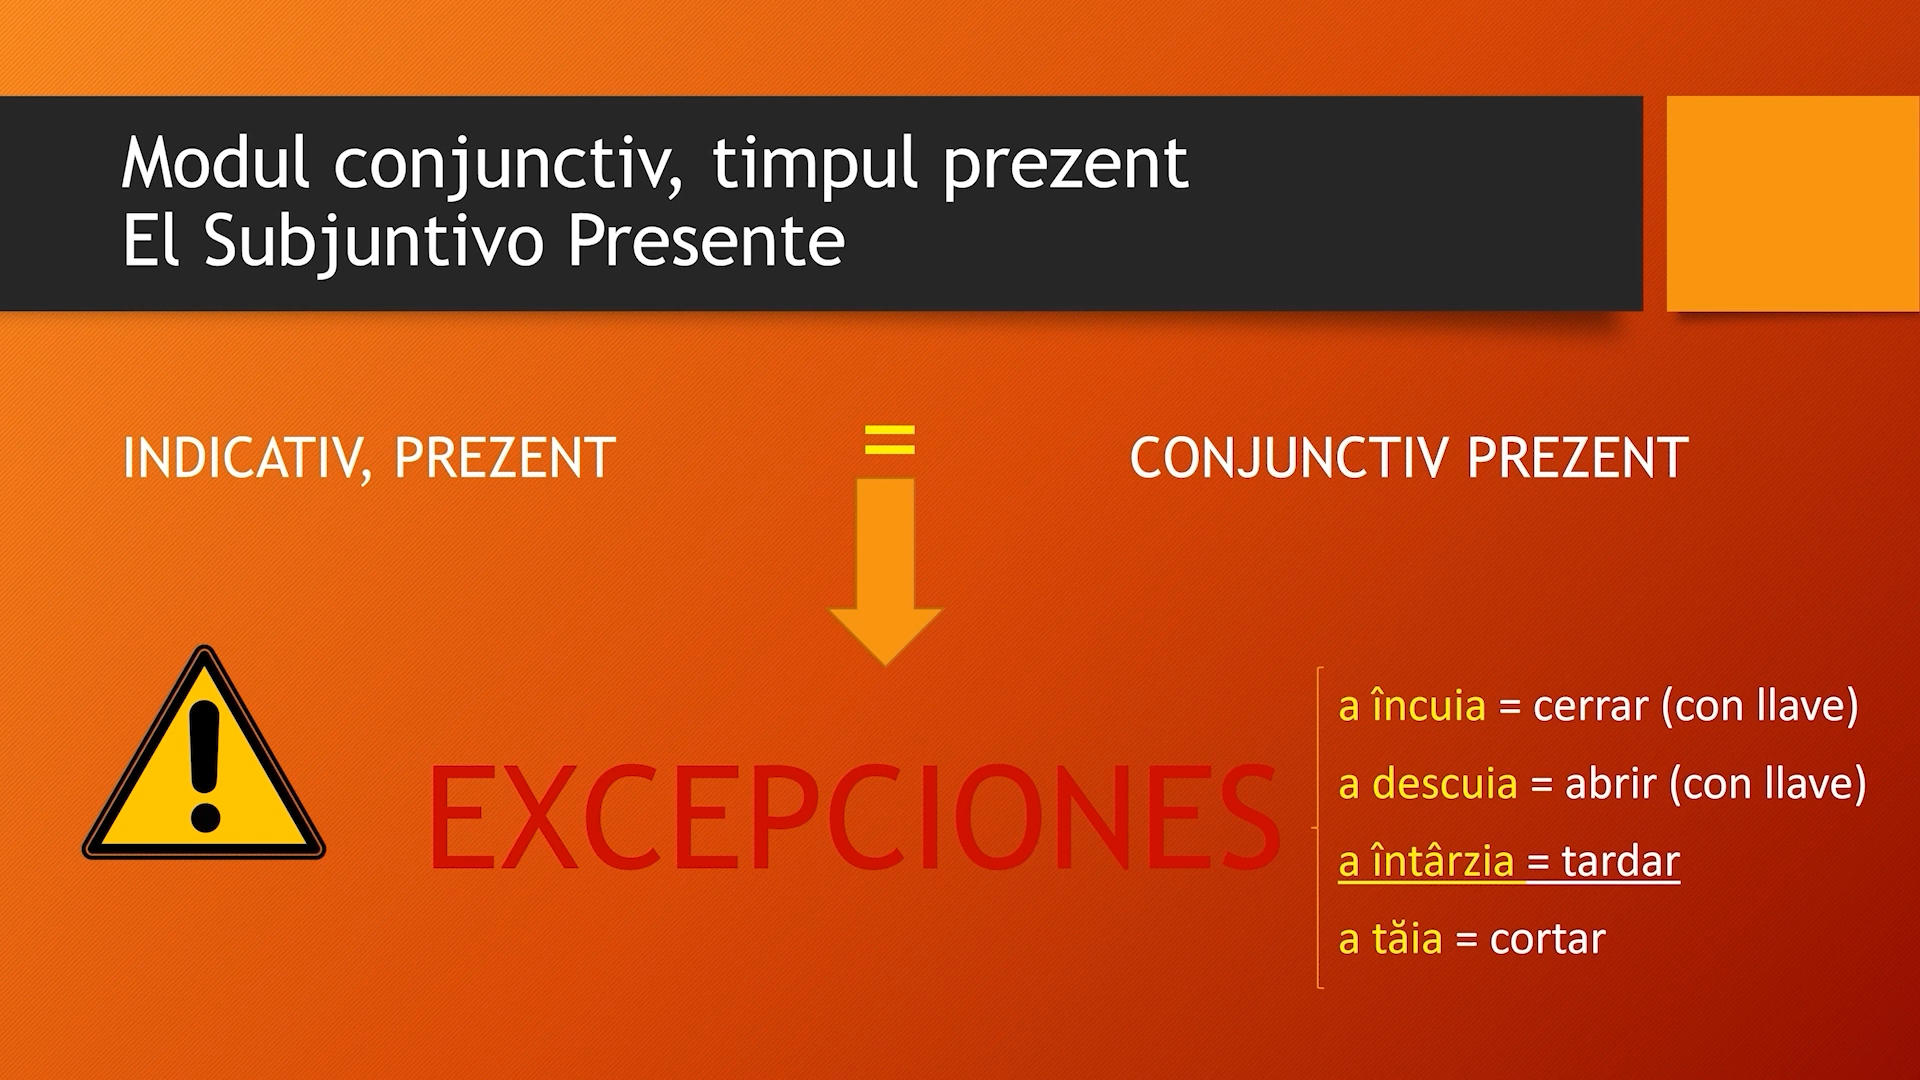 Modul conjunctiv, timpul prezent
El Subjuntivo Presente
INDICATIV, PREZENT = CONJUNCTIV PREZENT
EXCEPCIONES
a încuia = cerrar (con llave)
a descuia = abrir (con llave)
a întârzia = tardar
a tăia = cortar